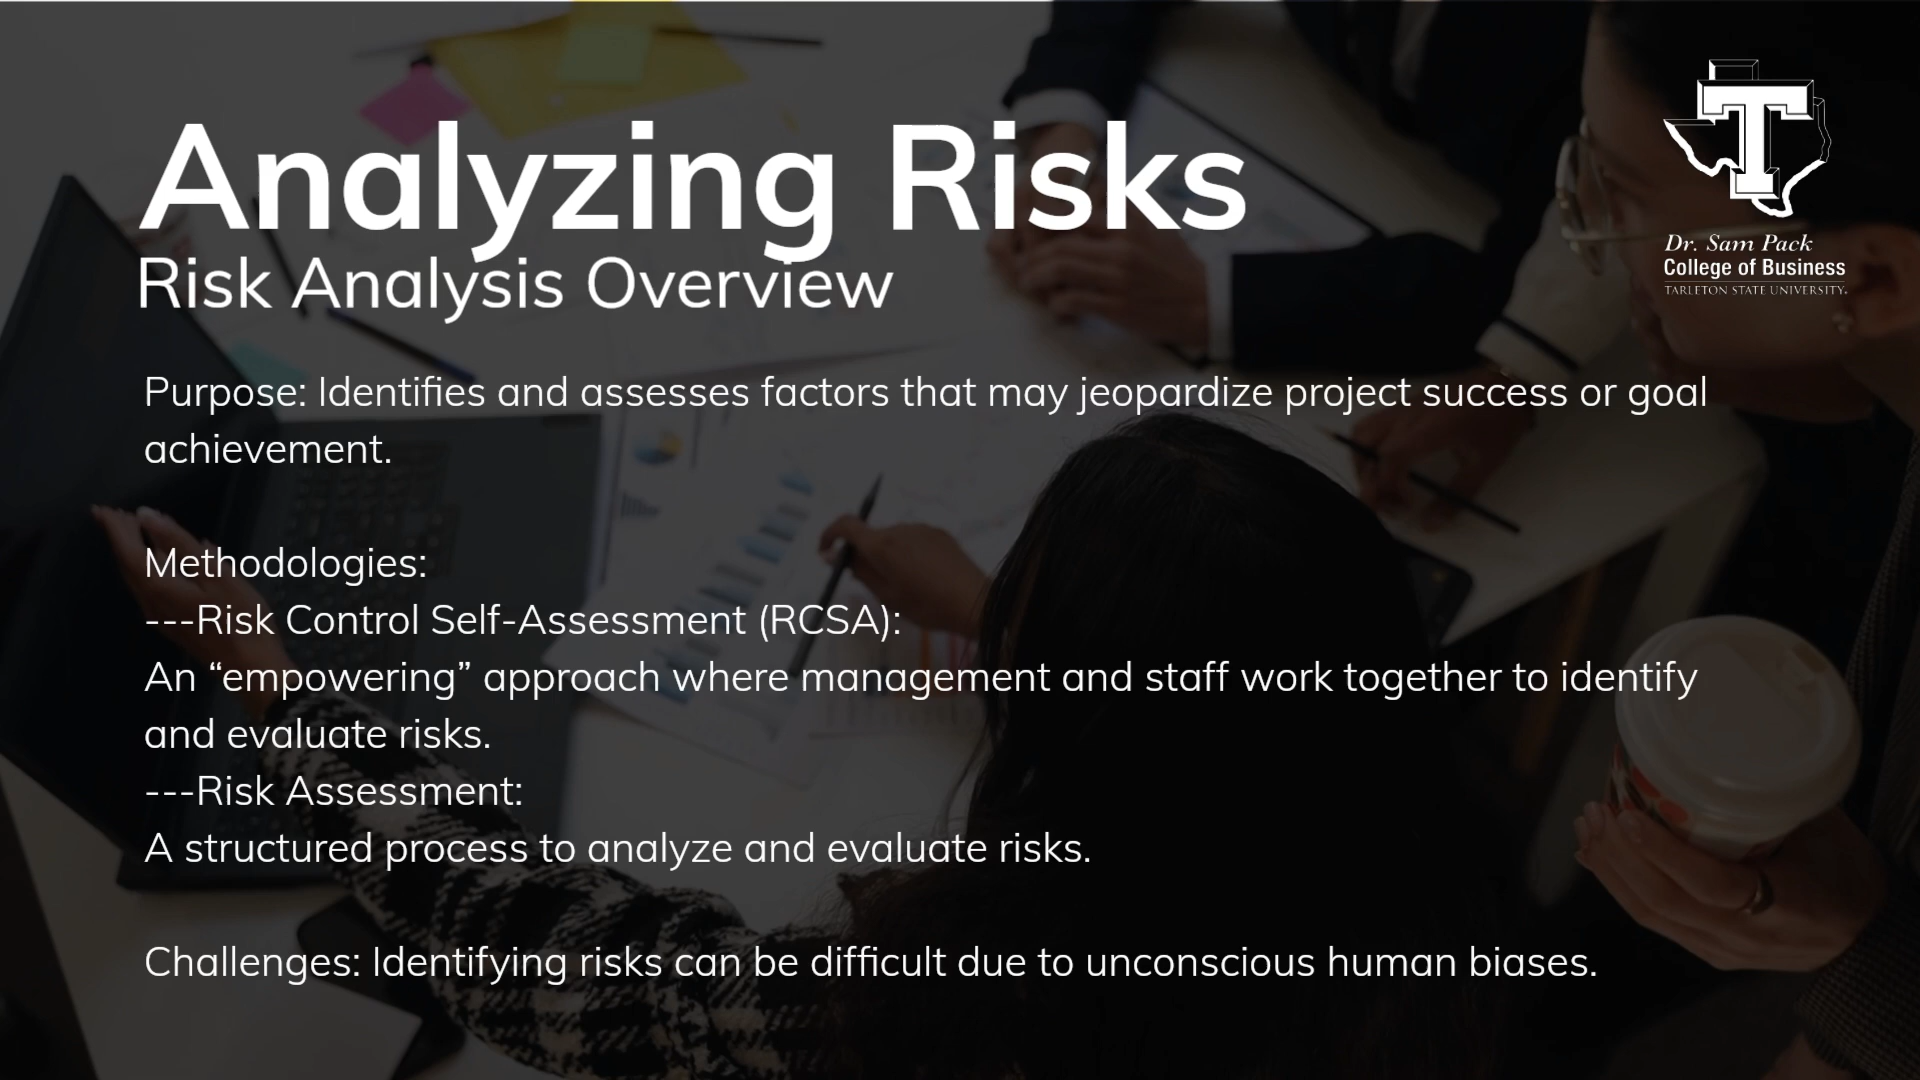 Analyzing Risks
Risk Analysis Overview
T
Dr. Sam Pack
College of Business
TARLETON STATE UNIVERSITY.
Purpose: Identifies and assesses factors that may jeopardize project success or goal
achievement.
Methodologies:
---Risk Control Self-Assessment (RCSA):
An “empowering” approach where management and staff work together to identify
and evaluate risks.
---Risk Assessment:
A structured process to analyze and evaluate risks.
Challenges: Identifying risks can be difficult due to unconscious human biases.